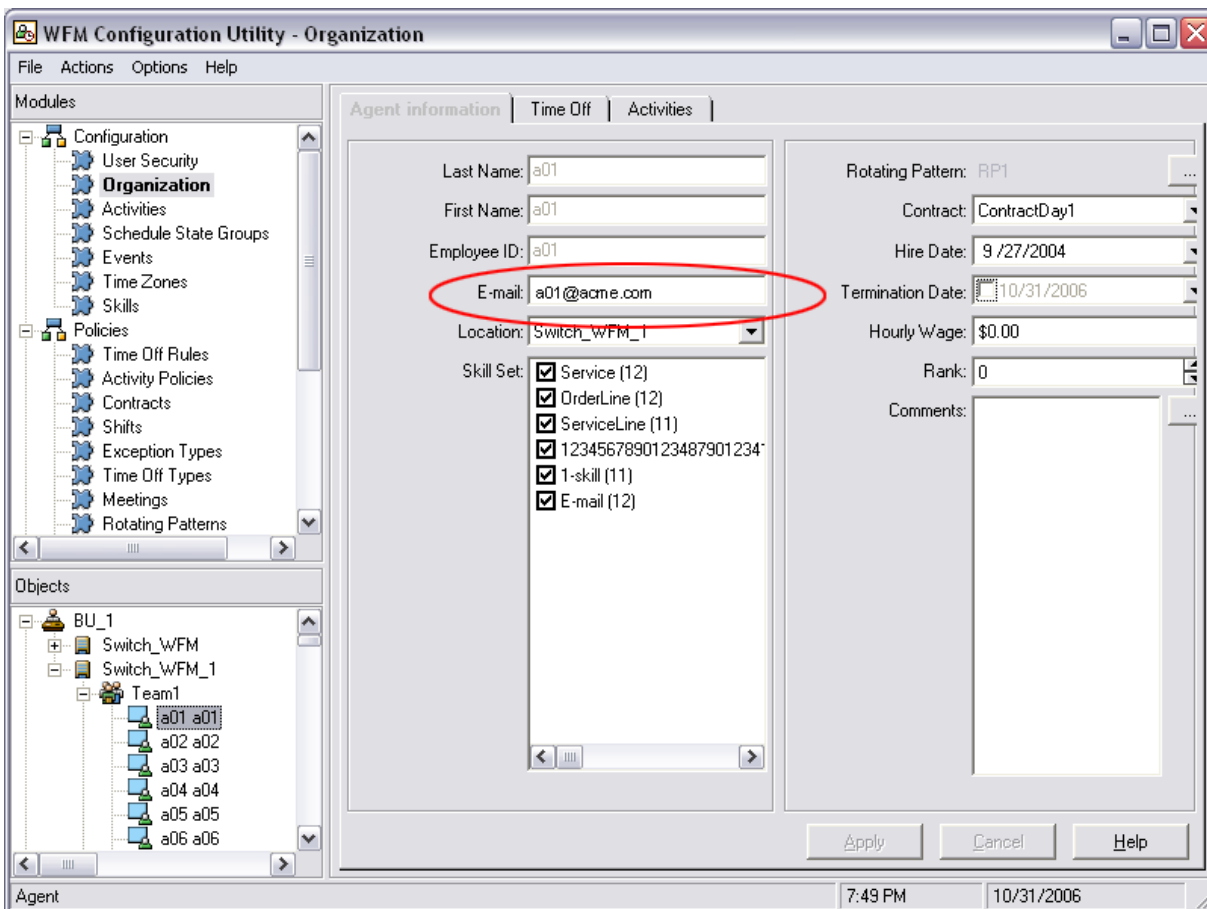 WFM Configuration Utility - Organization
File Actions Options Help
Modules
Configuration
User Security
Organization
Activities
Schedule State Groups
Events
Time Zones
Skills
Policies
Time Off Rules
Activity Policies
Contracts
Shifts
Exception Types
Time Off Types
Meetings
Rotating Patterns
Objects
BU_1
Switch_WFM
Switch_WFM_1
Team1
a01 a01
a02 a02
a03 a03
a04 a04
a05 a05
a06 a06
Agent information Time Off Activities
Last Name: a01
First Name: a01
Employee ID: a01
E-mail: a01@acme.com
Location: Switch_WFM_1
Skill Set: Service (12)
OrderLine (12)
ServiceLine (11)
1-skill (11)
E-mail (12)
Rotating Pattern: RP1 ...
Contract: ContractDay1
Hire Date: 9 /27/2004
Termination Date: 10/31/2006
Hourly Wage: $0.00
Rank: 0
Comments: ...
Apply Cancel Help
Agent 7:49 PM 10/31/2006